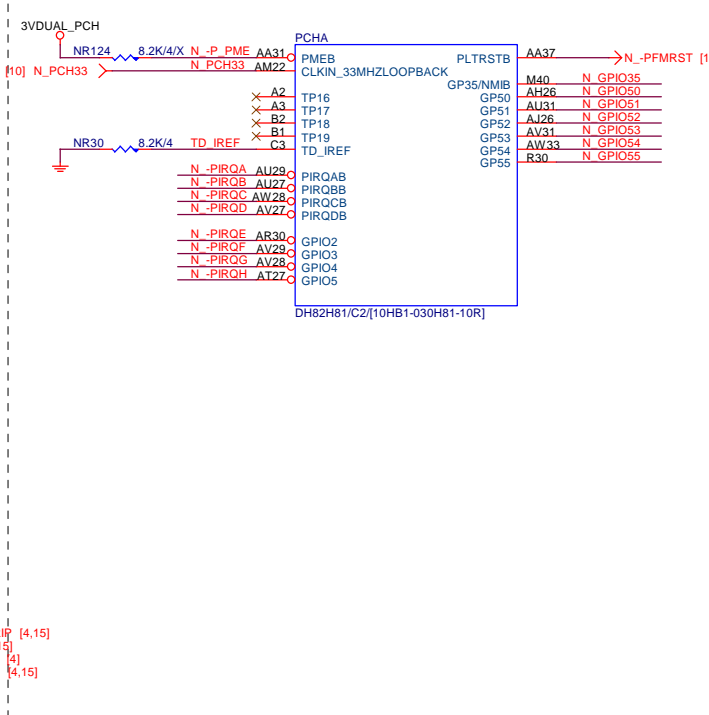 3VDUAL_PCH
PCHA
NR124 8.2K/4/X N_-P_PME AA31 PMEB PLTRSTB AA37 N_-PFMRST [1
[10] N_PCH33 N_PCH33 AM22 CLKIN_33MHZLOOPBACK
GP35/NMIB M40 N_GPIO35
A2 TP16 GP50 AH26 N_GPIO50
A3 TP17 GP51 AU31 N_GPIO51
B2 TP18 GP52 AJ26 N_GPIO52
B1 TP19 GP53 AV31 N_GPIO53
NR30 8.2K/4 TD_IREF C3 TD_IREF GP54 AW33 N_GPIO54
GP55 R30 N_GPIO55
N_-PIRQA AU29 PIRQAB
N_-PIRQB AU27 PIRQBB
N_-PIRQC AW28 PIRQCB
N_-PIRQD AV27 PIRQDB
N_-PIRQE AR30 GPIO2
N_-PIRQF AV29 GPIO3
N_-PIRQG AV28 GPIO4
N_-PIRQH AT27 GPIO5
DH82H81/C2/[10HB1-030H81-10R]
IP [4,15]
15]
[4]
[4,15]